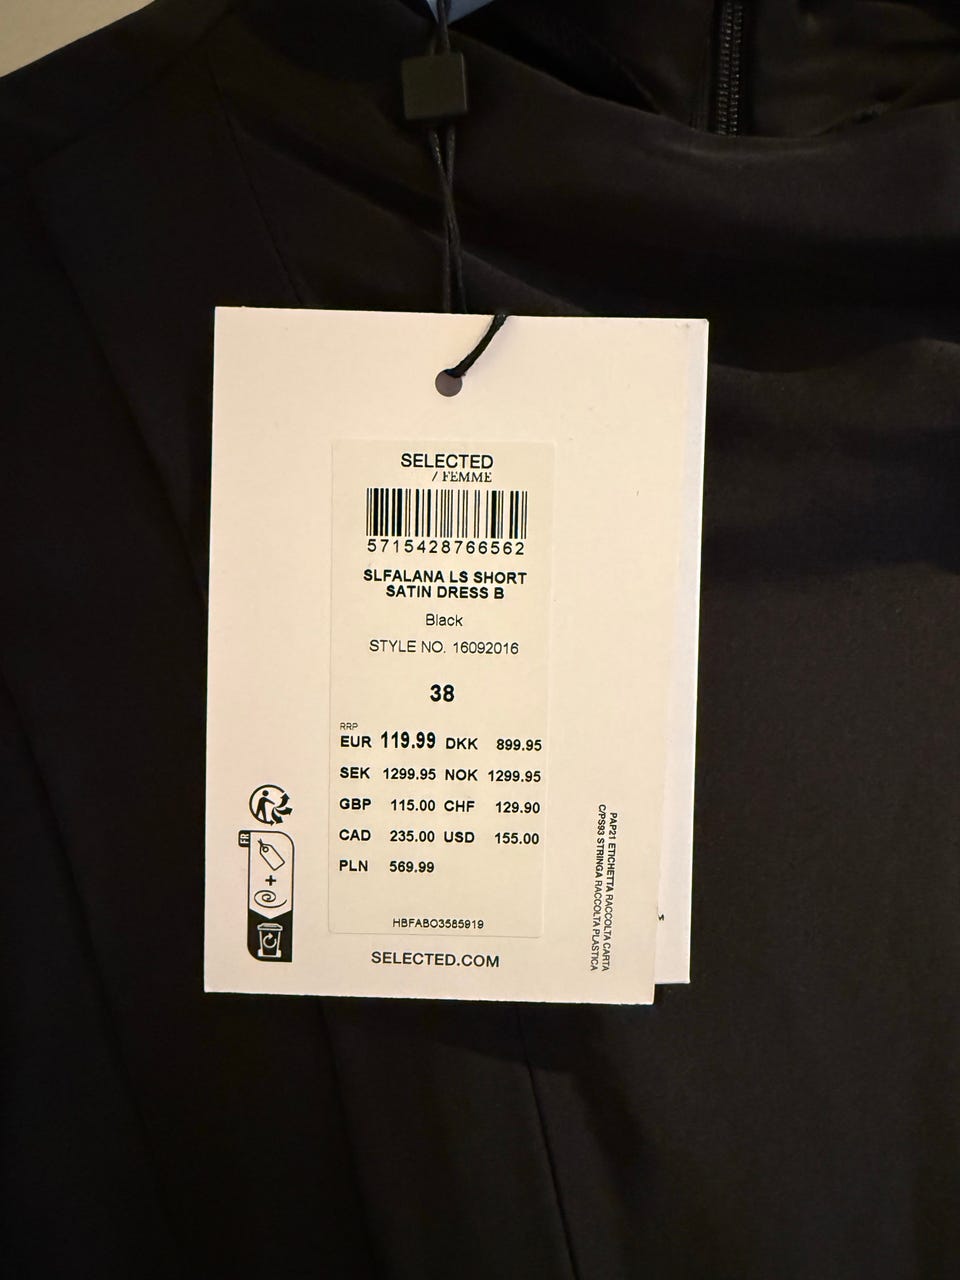 SELECTED
/ FEMME
5715428766562
SLFALANA LS SHORT
SATIN DRESS B
Black
STYLE NO. 16092016
38
RRP
EUR 119.99 DKK 899.95
SEK 1299.95 NOK 1299.95
GBP 115.00 CHF 129.90
CAD 235.00 USD 155.00
PLN 569.99
HBFABO3585919
SELECTED.COM
FR
+
PAP21 ETICHETTA RACCOLTA CARTA
C/PS93 STRINGA RACCOLTA PLASTICA